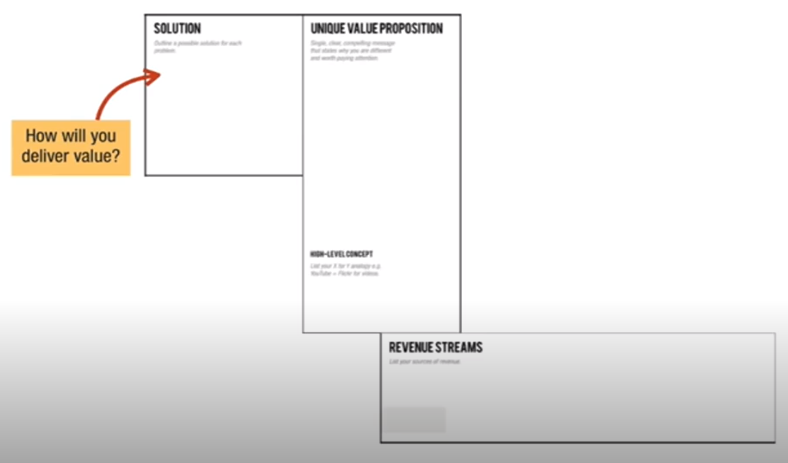 SOLUTION
Outline a possible solution for each
problem.
UNIQUE VALUE PROPOSITION
Single, clear, compelling message
that states why you are different
and worth paying attention.
How will you
deliver value?
HIGH-LEVEL CONCEPT
List your X for Y analogy e.g.
YouTube = Flickr for videos.
REVENUE STREAMS
List your sources of revenue.